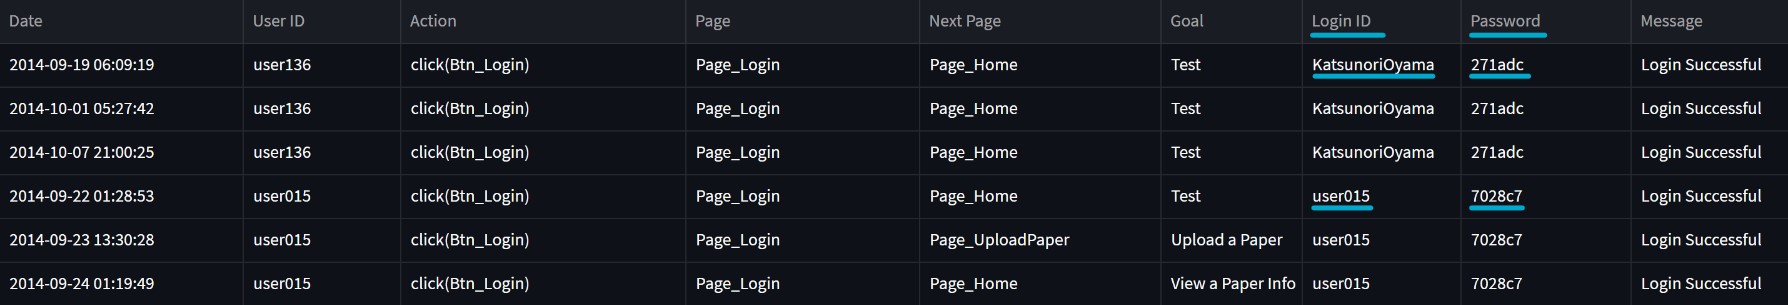 Date User ID Action Page Next Page Goal Login ID Password Message
2014-09-19 06:09:19 user136 click(Btn_Login) Page_Login Page_Home Test KatsunoriOyama 271adc Login Successful
2014-10-01 05:27:42 user136 click(Btn_Login) Page_Login Page_Home Test KatsunoriOyama 271adc Login Successful
2014-10-07 21:00:25 user136 click(Btn_Login) Page_Login Page_Home Test KatsunoriOyama 271adc Login Successful
2014-09-22 01:28:53 user015 click(Btn_Login) Page_Login Page_Home Test user015 7028c7 Login Successful
2014-09-23 13:30:28 user015 click(Btn_Login) Page_Login Page_UploadPaper Upload a Paper user015 7028c7 Login Successful
2014-09-24 01:19:49 user015 click(Btn_Login) Page_Login Page_Home View a Paper Info user015 7028c7 Login Successful